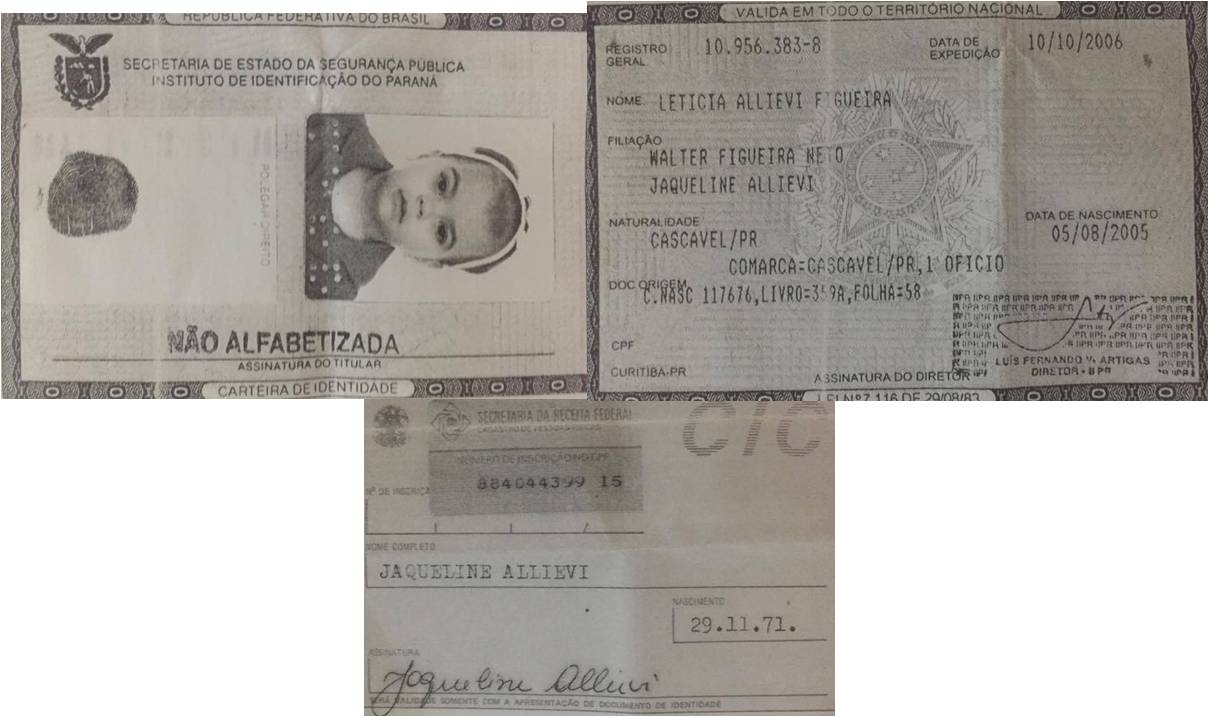 REPÚBLICA FEDERATIVA DO BRASIL
SECRETARIA DE ESTADO DA SEGURANÇA PÚBLICA
INSTITUTO DE IDENTIFICAÇÃO DO PARANÁ
POLEGAR DIREITO
NÃO ALFABETIZADA
ASSINATURA DO TITULAR
CARTEIRA DE IDENTIDADE
VALIDA EM TODO O TERRITÓRIO NACIONAL
REGISTRO GERAL 10.956.383-8 DATA DE EXPEDIÇÃO 10/10/2006
NOME LETICIA ALLIEVI FIGUEIRA
FILIAÇÃO
WALTER FIGUEIRA NETO
JAQUELINE ALLIEVI
NATURALIDADE DATA DE NASCIMENTO
CASCAVEL/PR 05/08/2005
COMARCA=CASCAVEL/PR,1 OFICIO
DOC ORIGEM
C.NASC 117676,LIVRO=359A,FOLHA=58
CPF
LUÍS FERNANDO V. ARTIGAS
DIRETOR - IIPR
CURITIBA-PR ASSINATURA DO DIRETOR
LEI Nº 7.116 DE 29/08/83
SECRETARIA DA RECEITA FEDERAL
CADASTRO DE PESSOAS FÍSICAS
CIC
NÚMERO DE INSCRIÇÃO NO CPF
884044399 15
Nº DE INSCRIÇÃ
NOME COMPLETO
JAQUELINE ALLIEVI
NASCIMENTO
29.11.71.
ASSINATURA
Jaqueline Allievi
SERÁ VALIDADE SOMENTE COM A APRESENTAÇÃO DE DOCUMENTO DE IDENTIDADE